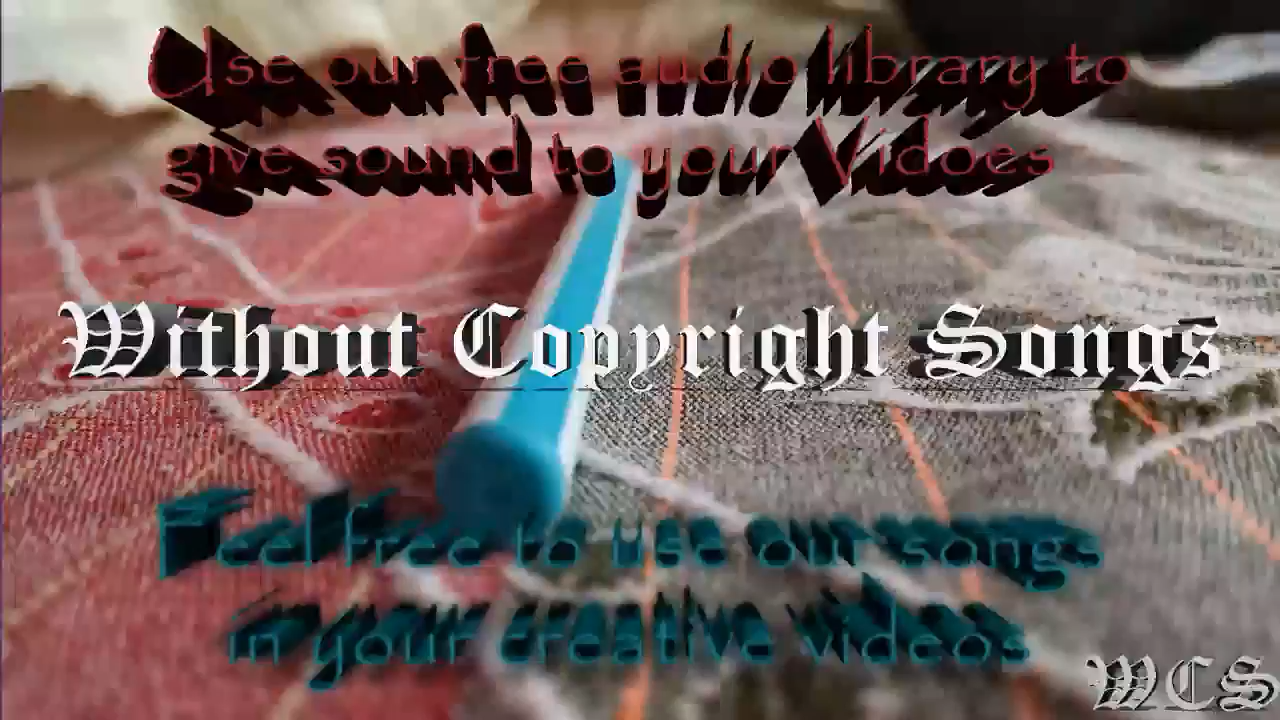 Use our free audio library to
give sound to your Vidoes
Without Copyright Songs
Feel free to use our songs
in your creative videos
WCS